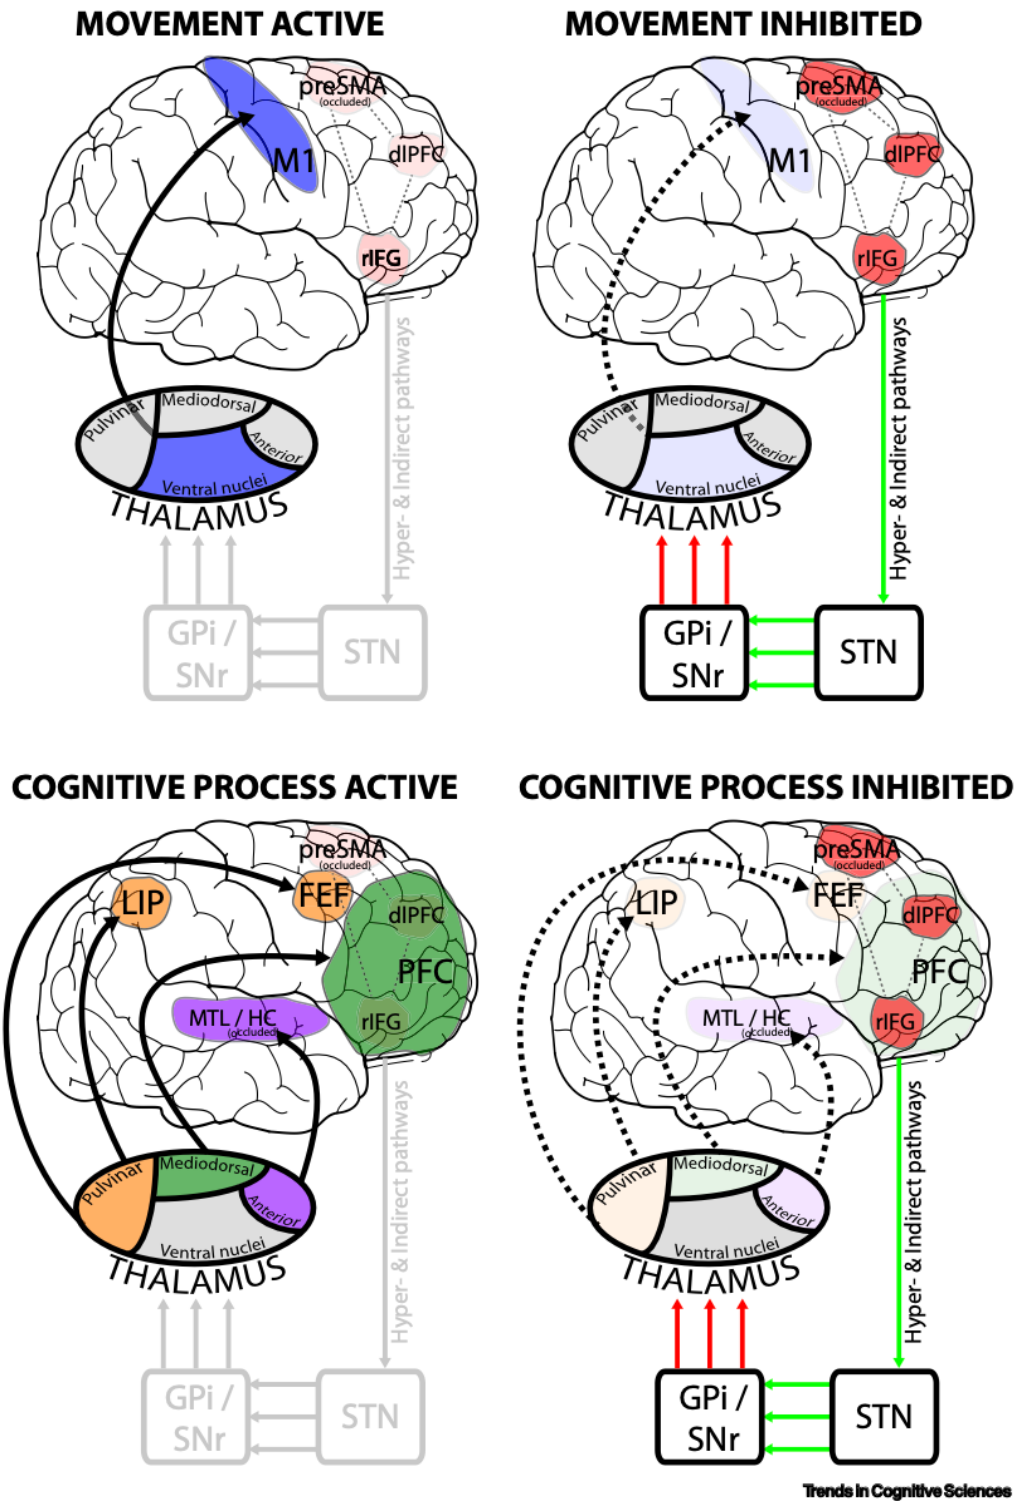 MOVEMENT ACTIVE
preSMA
(occluded)
M1
dlPFC
rIFG
Pulvinar
Mediodorsal
Anterior
Ventral nuclei
THALAMUS
Hyper- & Indirect pathways
GPi /
SNr
STN
MOVEMENT INHIBITED
preSMA
(occluded)
M1
dlPFC
rIFG
Pulvinar
Mediodorsal
Anterior
Ventral nuclei
THALAMUS
Hyper- & Indirect pathways
GPi /
SNr
STN
COGNITIVE PROCESS ACTIVE
preSMA
(occluded)
LIP
FEF
dlPFC
PFC
MTL / HC
(occluded)
rIFG
Pulvinar
Mediodorsal
Anterior
Ventral nuclei
THALAMUS
Hyper- & Indirect pathways
GPi /
SNr
STN
COGNITIVE PROCESS INHIBITED
preSMA
(occluded)
LIP
FEF
dlPFC
PFC
MTL / HC
(occluded)
rIFG
Pulvinar
Mediodorsal
Anterior
Ventral nuclei
THALAMUS
Hyper- & Indirect pathways
GPi /
SNr
STN
Trends in Cognitive Sciences